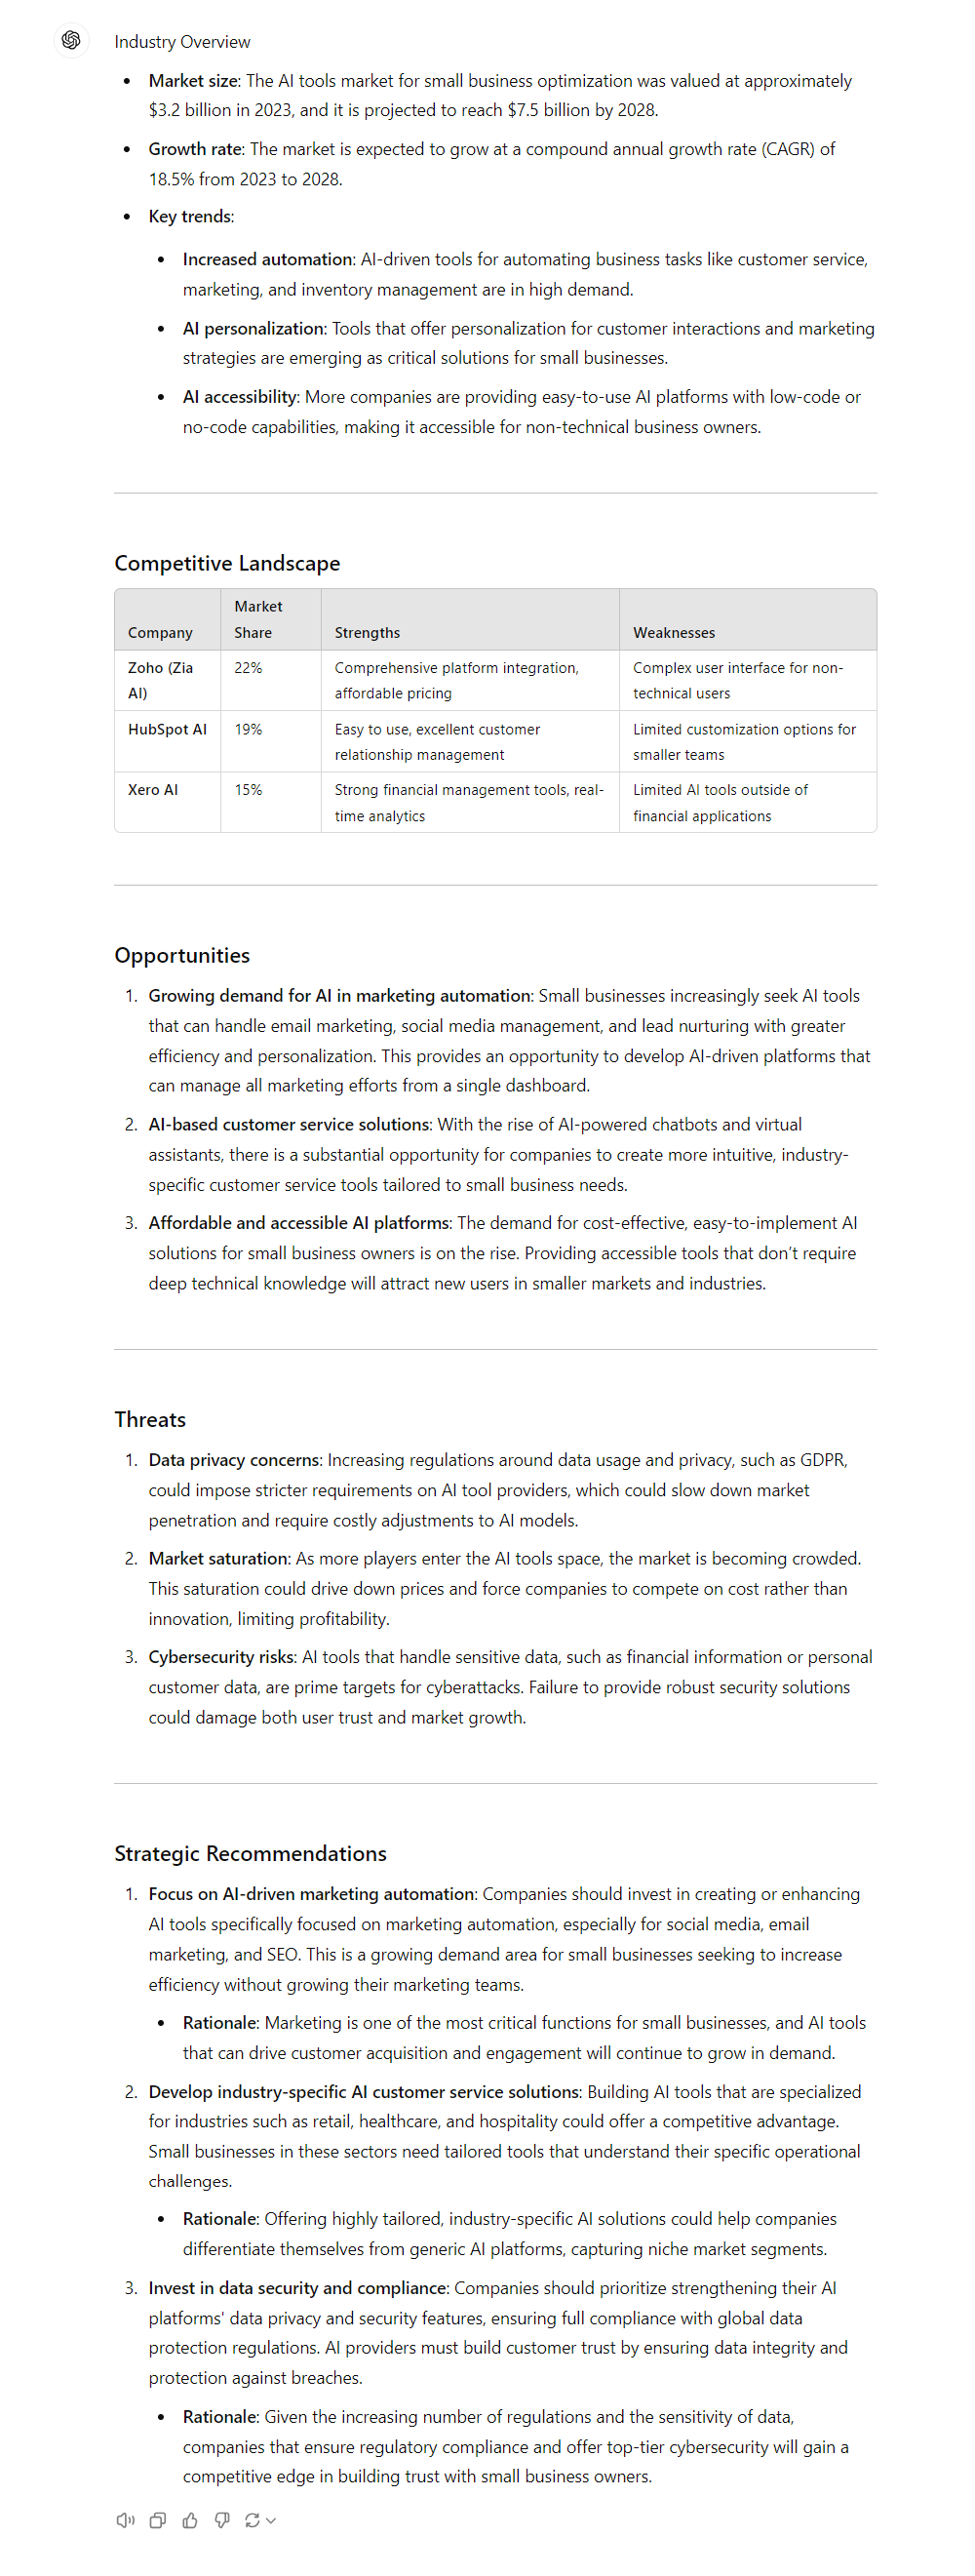 Industry Overview
• Market size: The AI tools market for small business optimization was valued at approximately
$3.2 billion in 2023, and it is projected to reach $7.5 billion by 2028.
• Growth rate: The market is expected to grow at a compound annual growth rate (CAGR) of
18.5% from 2023 to 2028.
• Key trends:
• Increased automation: AI-driven tools for automating business tasks like customer service,
marketing, and inventory management are in high demand.
• AI personalization: Tools that offer personalization for customer interactions and marketing
strategies are emerging as critical solutions for small businesses.
• AI accessibility: More companies are providing easy-to-use AI platforms with low-code or
no-code capabilities, making it accessible for non-technical business owners.
Competitive Landscape
Company Market Share Strengths Weaknesses
Zoho (Zia AI) 22% Comprehensive platform integration, affordable pricing Complex user interface for non-technical users
HubSpot AI 19% Easy to use, excellent customer relationship management Limited customization options for smaller teams
Xero AI 15% Strong financial management tools, real-time analytics Limited AI tools outside of financial applications
Opportunities
1. Growing demand for AI in marketing automation: Small businesses increasingly seek AI tools
that can handle email marketing, social media management, and lead nurturing with greater
efficiency and personalization. This provides an opportunity to develop AI-driven platforms that
can manage all marketing efforts from a single dashboard.
2. AI-based customer service solutions: With the rise of AI-powered chatbots and virtual
assistants, there is a substantial opportunity for companies to create more intuitive, industry-
specific customer service tools tailored to small business needs.
3. Affordable and accessible AI platforms: The demand for cost-effective, easy-to-implement AI
solutions for small business owners is on the rise. Providing accessible tools that don’t require
deep technical knowledge will attract new users in smaller markets and industries.
Threats
1. Data privacy concerns: Increasing regulations around data usage and privacy, such as GDPR,
could impose stricter requirements on AI tool providers, which could slow down market
penetration and require costly adjustments to AI models.
2. Market saturation: As more players enter the AI tools space, the market is becoming crowded.
This saturation could drive down prices and force companies to compete on cost rather than
innovation, limiting profitability.
3. Cybersecurity risks: AI tools that handle sensitive data, such as financial information or personal
customer data, are prime targets for cyberattacks. Failure to provide robust security solutions
could damage both user trust and market growth.
Strategic Recommendations
1. Focus on AI-driven marketing automation: Companies should invest in creating or enhancing
AI tools specifically focused on marketing automation, especially for social media, email
marketing, and SEO. This is a growing demand area for small businesses seeking to increase
efficiency without growing their marketing teams.
• Rationale: Marketing is one of the most critical functions for small businesses, and AI tools
that can drive customer acquisition and engagement will continue to grow in demand.
2. Develop industry-specific AI customer service solutions: Building AI tools that are specialized
for industries such as retail, healthcare, and hospitality could offer a competitive advantage.
Small businesses in these sectors need tailored tools that understand their specific operational
challenges.
• Rationale: Offering highly tailored, industry-specific AI solutions could help companies
differentiate themselves from generic AI platforms, capturing niche market segments.
3. Invest in data security and compliance: Companies should prioritize strengthening their AI
platforms' data privacy and security features, ensuring full compliance with global data
protection regulations. AI providers must build customer trust by ensuring data integrity and
protection against breaches.
• Rationale: Given the increasing number of regulations and the sensitivity of data,
companies that ensure regulatory compliance and offer top-tier cybersecurity will gain a
competitive edge in building trust with small business owners.